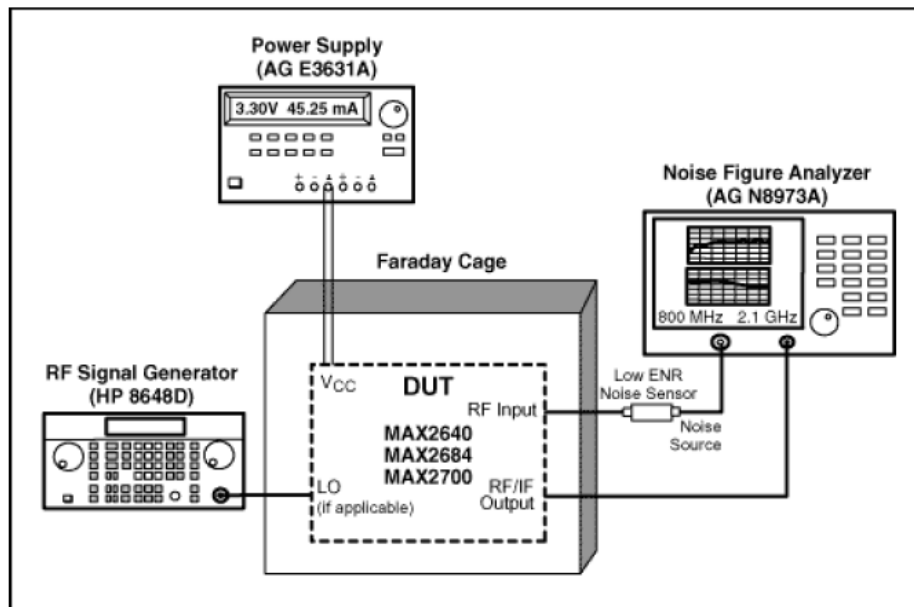 Power Supply
(AG E3631A)
3.30V 45.25 mA
+ - + -
Noise Figure Analyzer
(AG N8973A)
800 MHz 2.1 GHz
Faraday Cage
RF Signal Generator
(HP 8648D)
VCC
DUT
RF Input
MAX2640
MAX2684
MAX2700
LO
(if applicable)
RF/IF
Output
Low ENR
Noise Sensor
Noise
Source